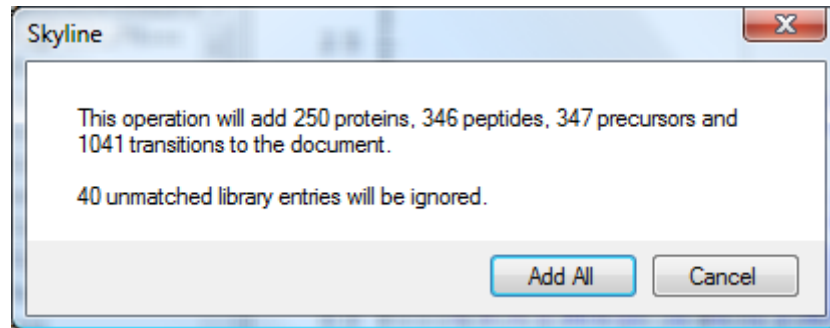 Skyline
This operation will add 250 proteins, 346 peptides, 347 precursors and
1041 transitions to the document.
40 unmatched library entries will be ignored.
Add All
Cancel